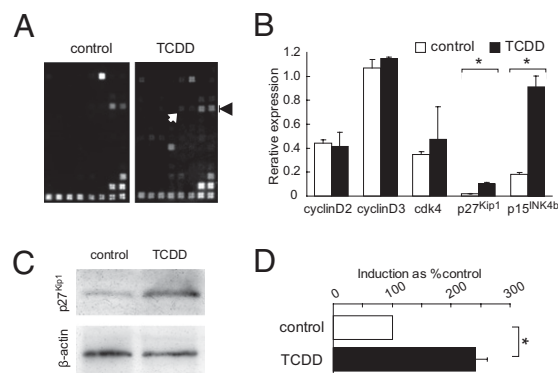 A
control TCDD
B
control TCDD
Rerative expression
1.2
1.0
0.8
0.6
0.4
0.2
0
* *
cyclinD2 cyclinD3 cdk4 p27Kip1 p15INK4b
C
control TCDD
p27Kip1
β-actin
D
Induction as %control
0 100 200 300
control
TCDD
*